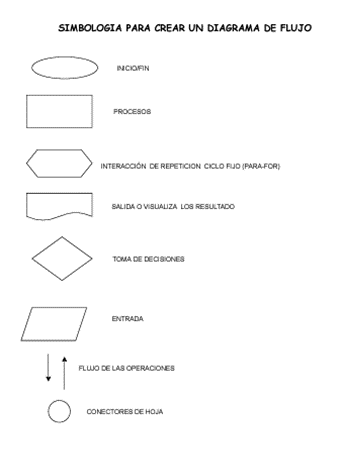 SIMBOLOGIA PARA CREAR UN DIAGRAMA DE FLUJO
INICIO/FIN
PROCESOS
INTERACCIÓN DE REPETICION CICLO FIJO (PARA-FOR)
SALIDA O VISUALIZA LOS RESULTADO
TOMA DE DECISIONES
ENTRADA
FLUJO DE LAS OPERACIONES
CONECTORES DE HOJA